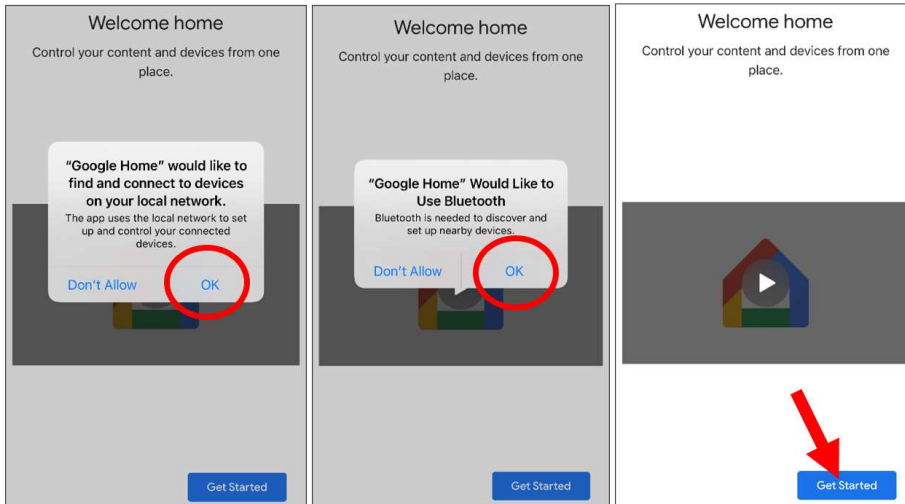 Welcome home
Control your content and devices from one
place.
“Google Home” would like to
find and connect to devices
on your local network.
The app uses the local network to set
up and control your connected
devices.
Don’t Allow
OK
Get Started
Welcome home
Control your content and devices from one
place.
“Google Home” Would Like to
Use Bluetooth
Bluetooth is needed to discover and
set up nearby devices.
Don’t Allow
OK
Get Started
Welcome home
Control your content and devices from one
place.
Get Started